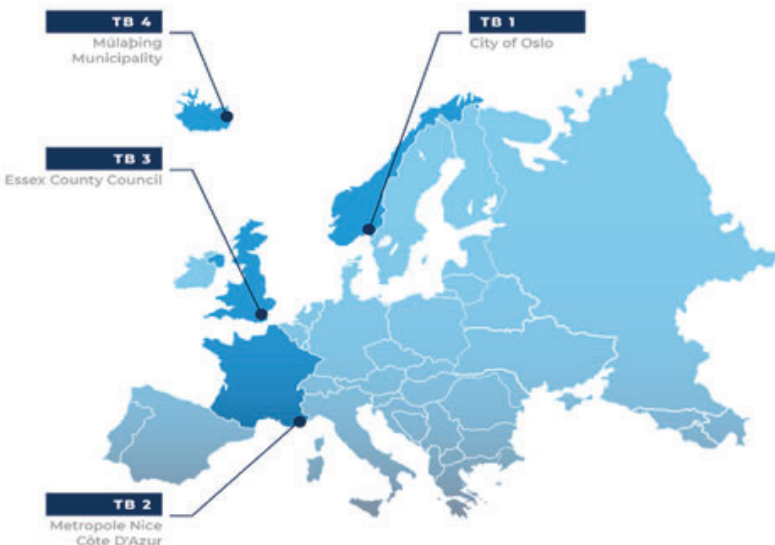 TB 4
Múlaþing
Municipality
TB 1
City of Oslo
TB 3
Essex County Council
TB 2
Metropole Nice
Côte D'Azur